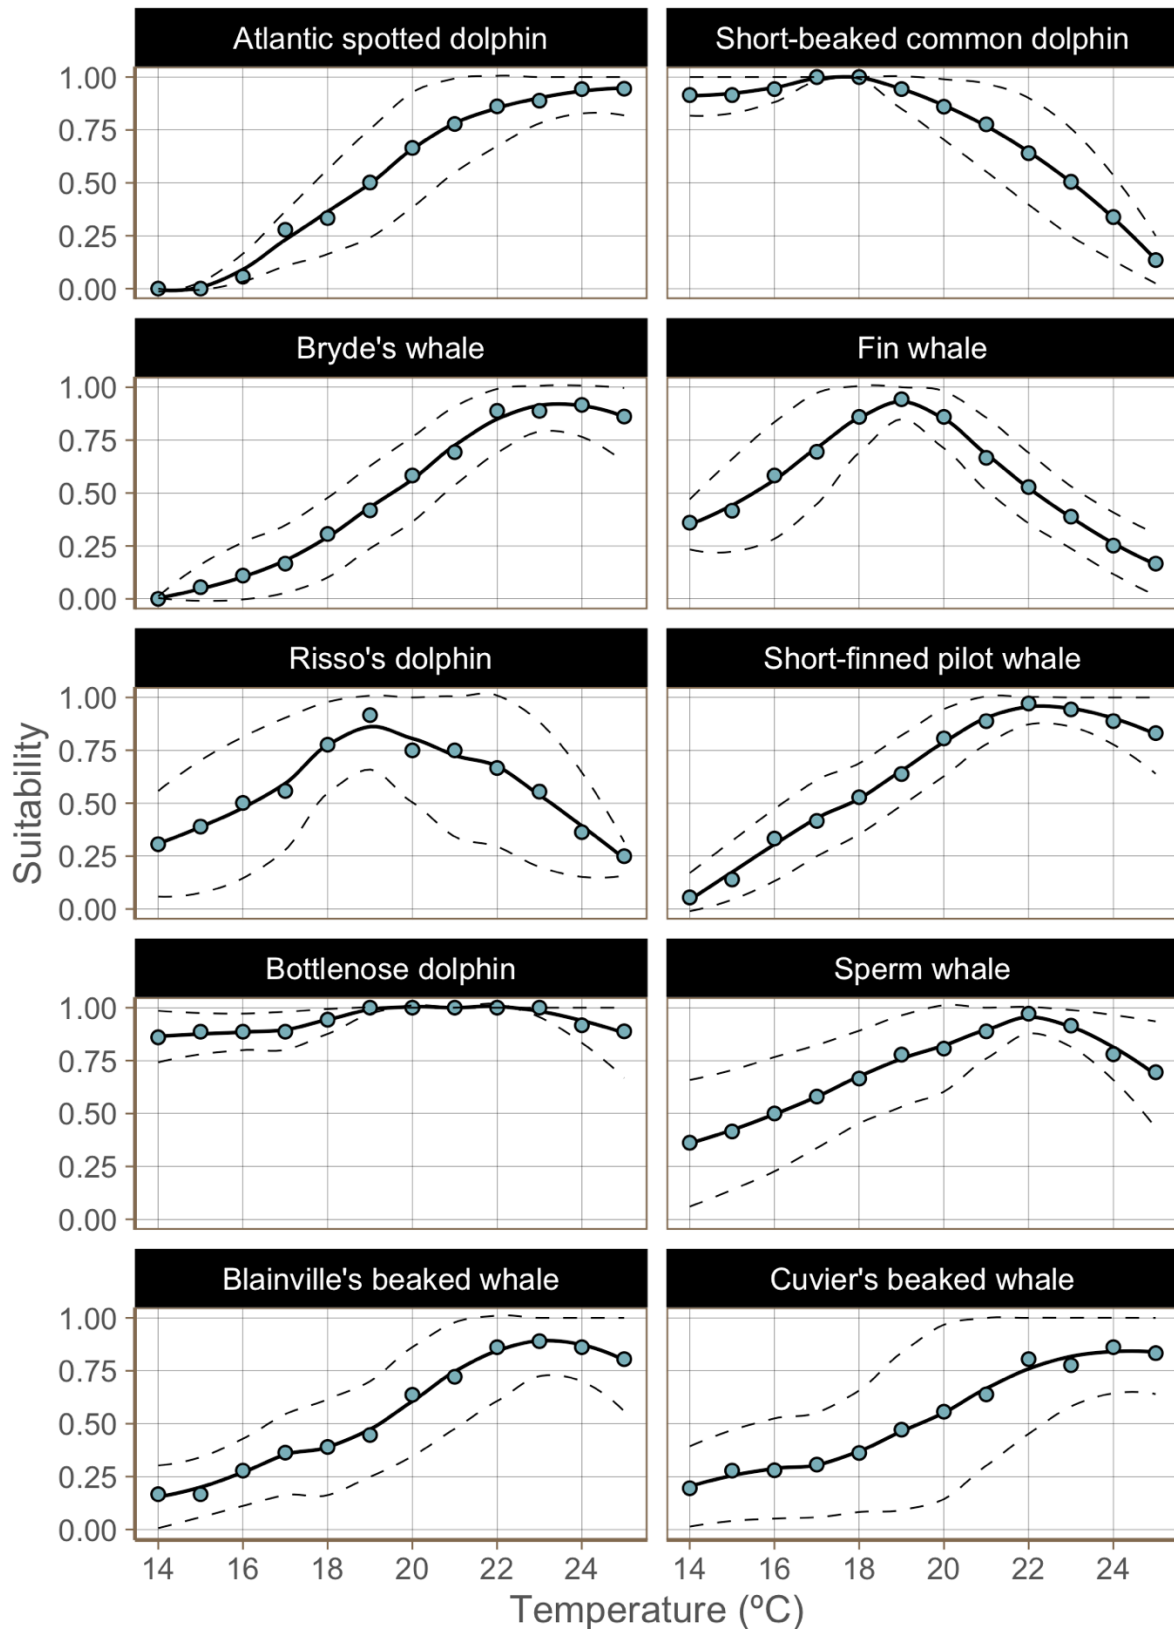 Atlantic spotted dolphin
Short-beaked common dolphin
1.00
0.75
0.50
0.25
0.00
Bryde's whale
Fin whale
1.00
0.75
0.50
0.25
0.00
Risso's dolphin
Short-finned pilot whale
1.00
0.75
0.50
0.25
0.00
Suitability
Bottlenose dolphin
Sperm whale
1.00
0.75
0.50
0.25
0.00
Blainville's beaked whale
Cuvier's beaked whale
1.00
0.75
0.50
0.25
0.00
14 16 18 20 22 24 14 16 18 20 22 24
Temperature (ºC)